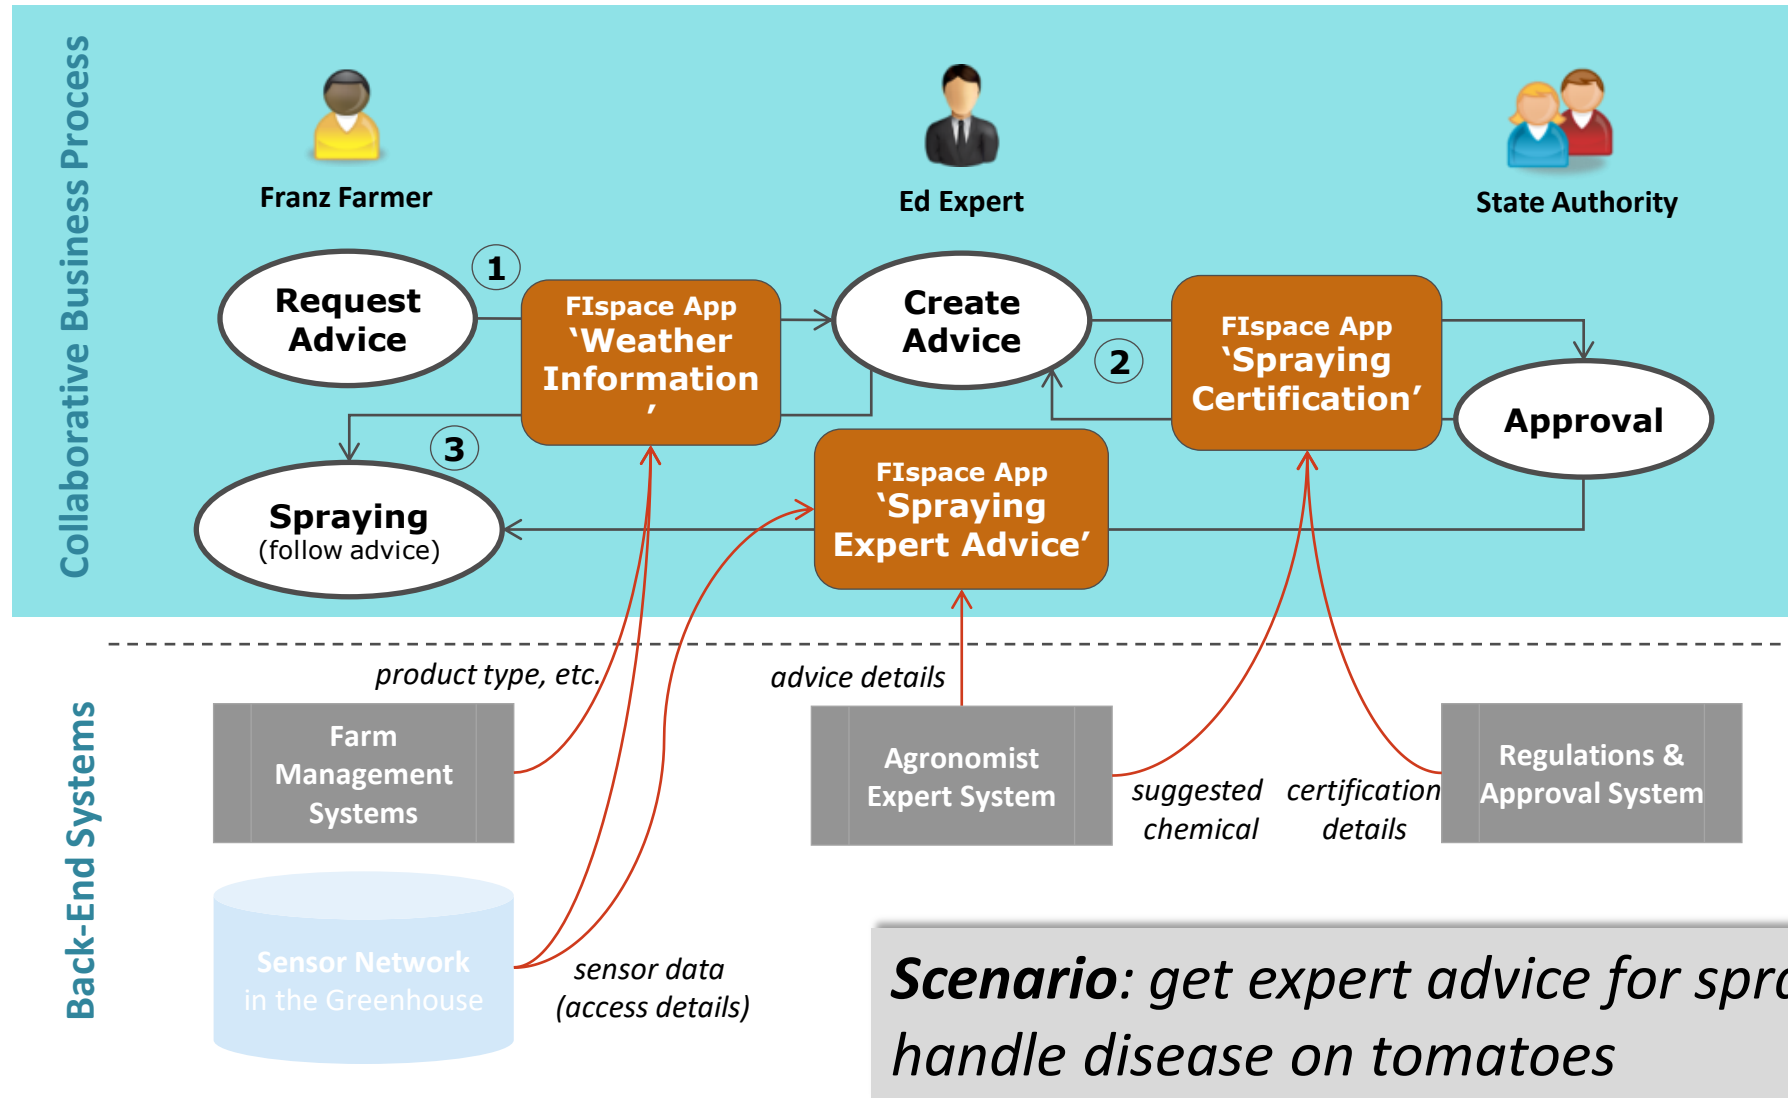 Collaborative Business Process
Franz Farmer
Ed Expert
State Authority
1
Request
Advice
FIspace App
‘Weather
Information
’
Create
Advice
2
FIspace App
‘Spraying
Certification’
Approval
3
Spraying
(follow advice)
FIspace App
‘Spraying
Expert Advice’
Back-End Systems
product type, etc.
advice details
Farm
Management
Systems
Agronomist
Expert System
suggested
chemical
certification
details
Regulations &
Approval System
Sensor Network
in the Greenhouse
sensor data
(access details)
Scenario: get expert advice for
handle disease on tomatoes